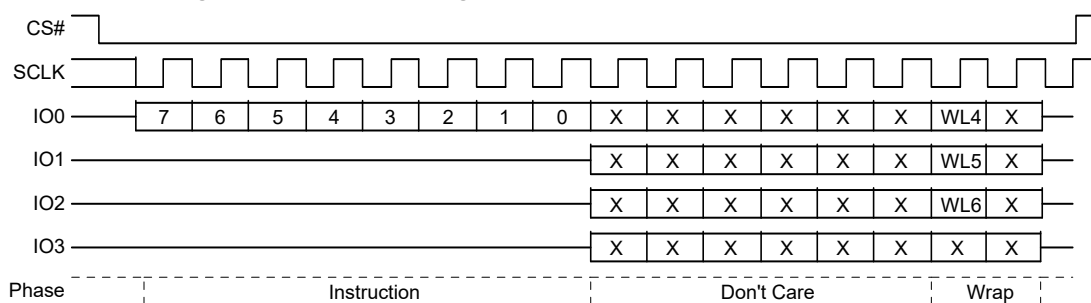 CS#
SCLK
IO0 7 6 5 4 3 2 1 0 X X X X X X WL4 X
IO1 X X X X X X WL5 X
IO2 X X X X X X WL6 X
IO3 X X X X X X X X
Phase Instruction Don't Care Wrap